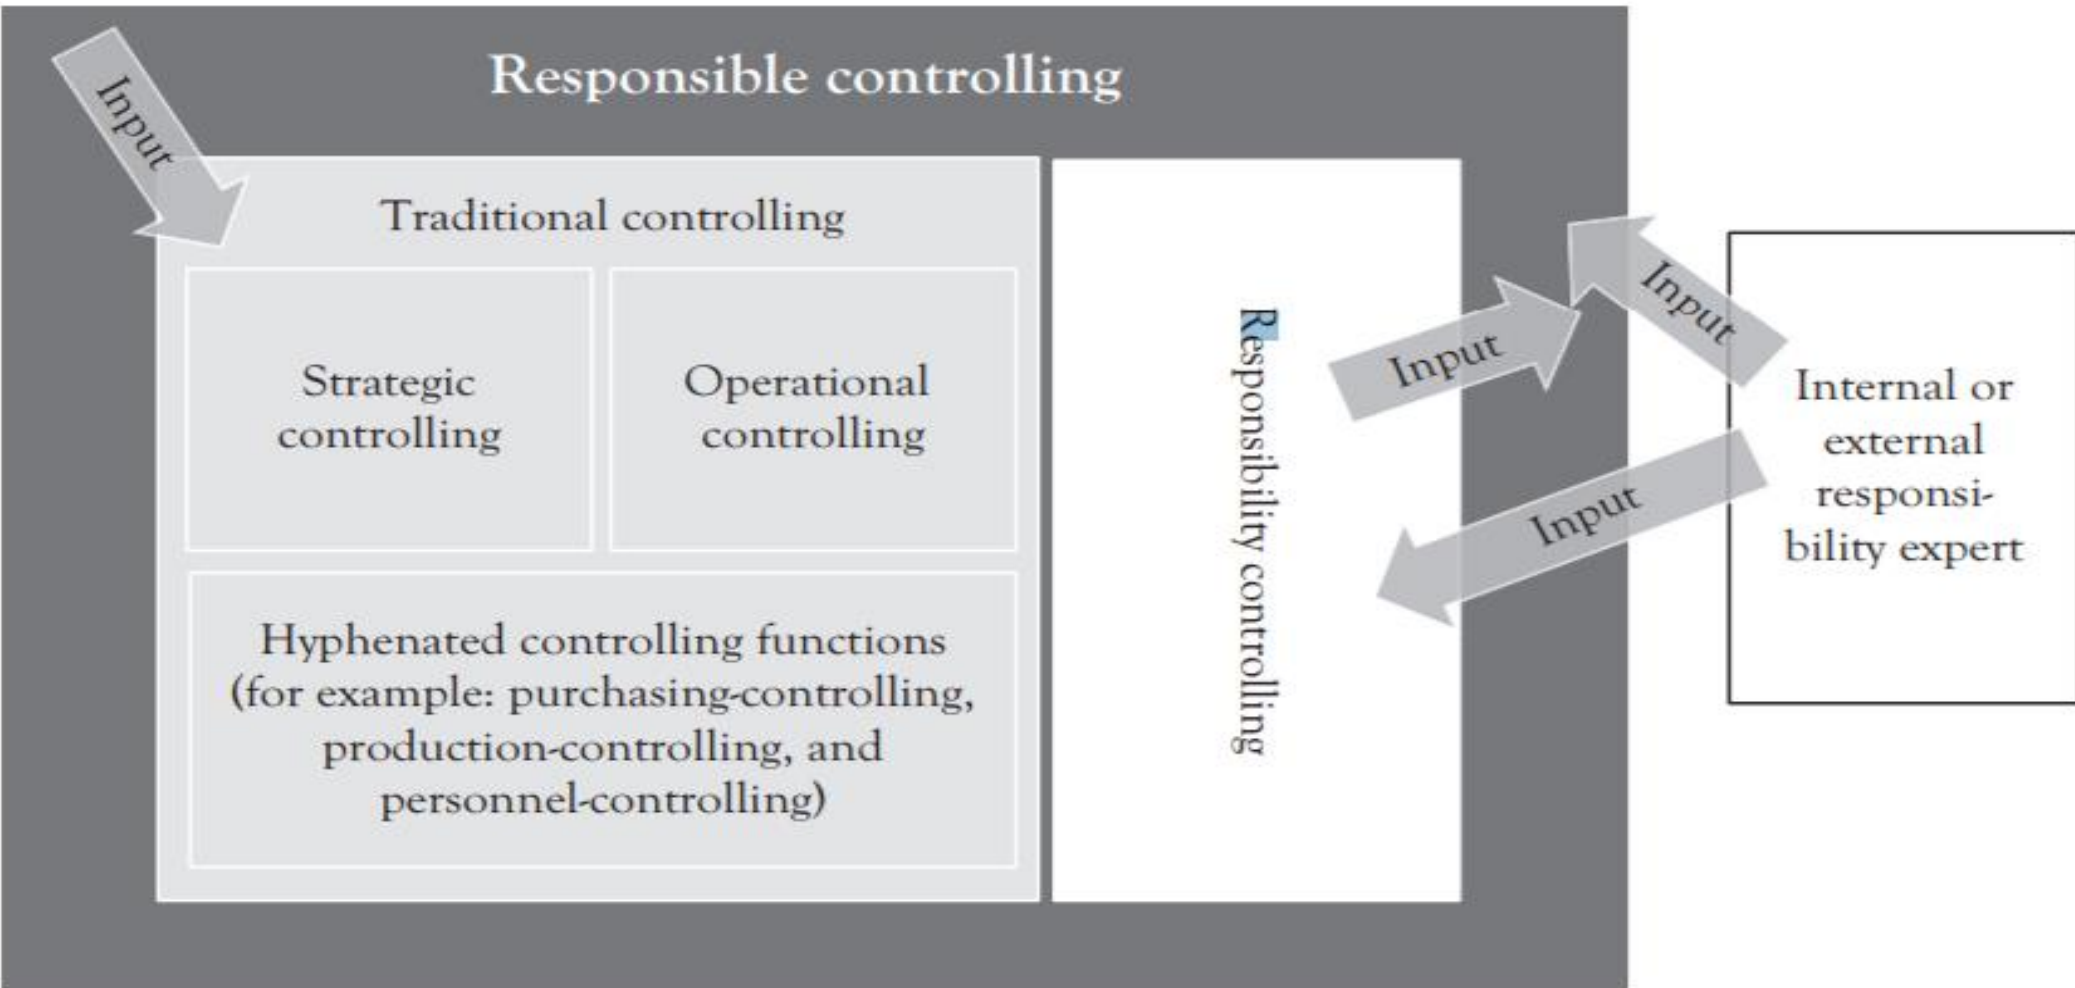 Responsible controlling
Input
Traditional controlling
Strategic
controlling
Operational
controlling
Hyphenated controlling functions
(for example: purchasing-controlling,
production-controlling, and
personnel-controlling)
Responsibility controlling
Input
Input
Input
Internal or
external
responsi-
bility expert